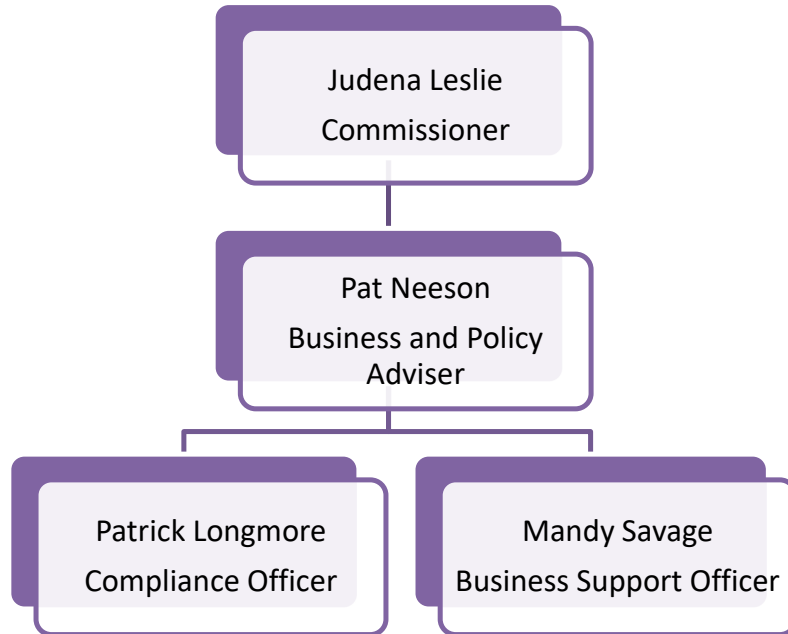 Judena Leslie
Commissioner
Pat Neeson
Business and Policy
Adviser
Patrick Longmore
Compliance Officer
Mandy Savage
Business Support Officer